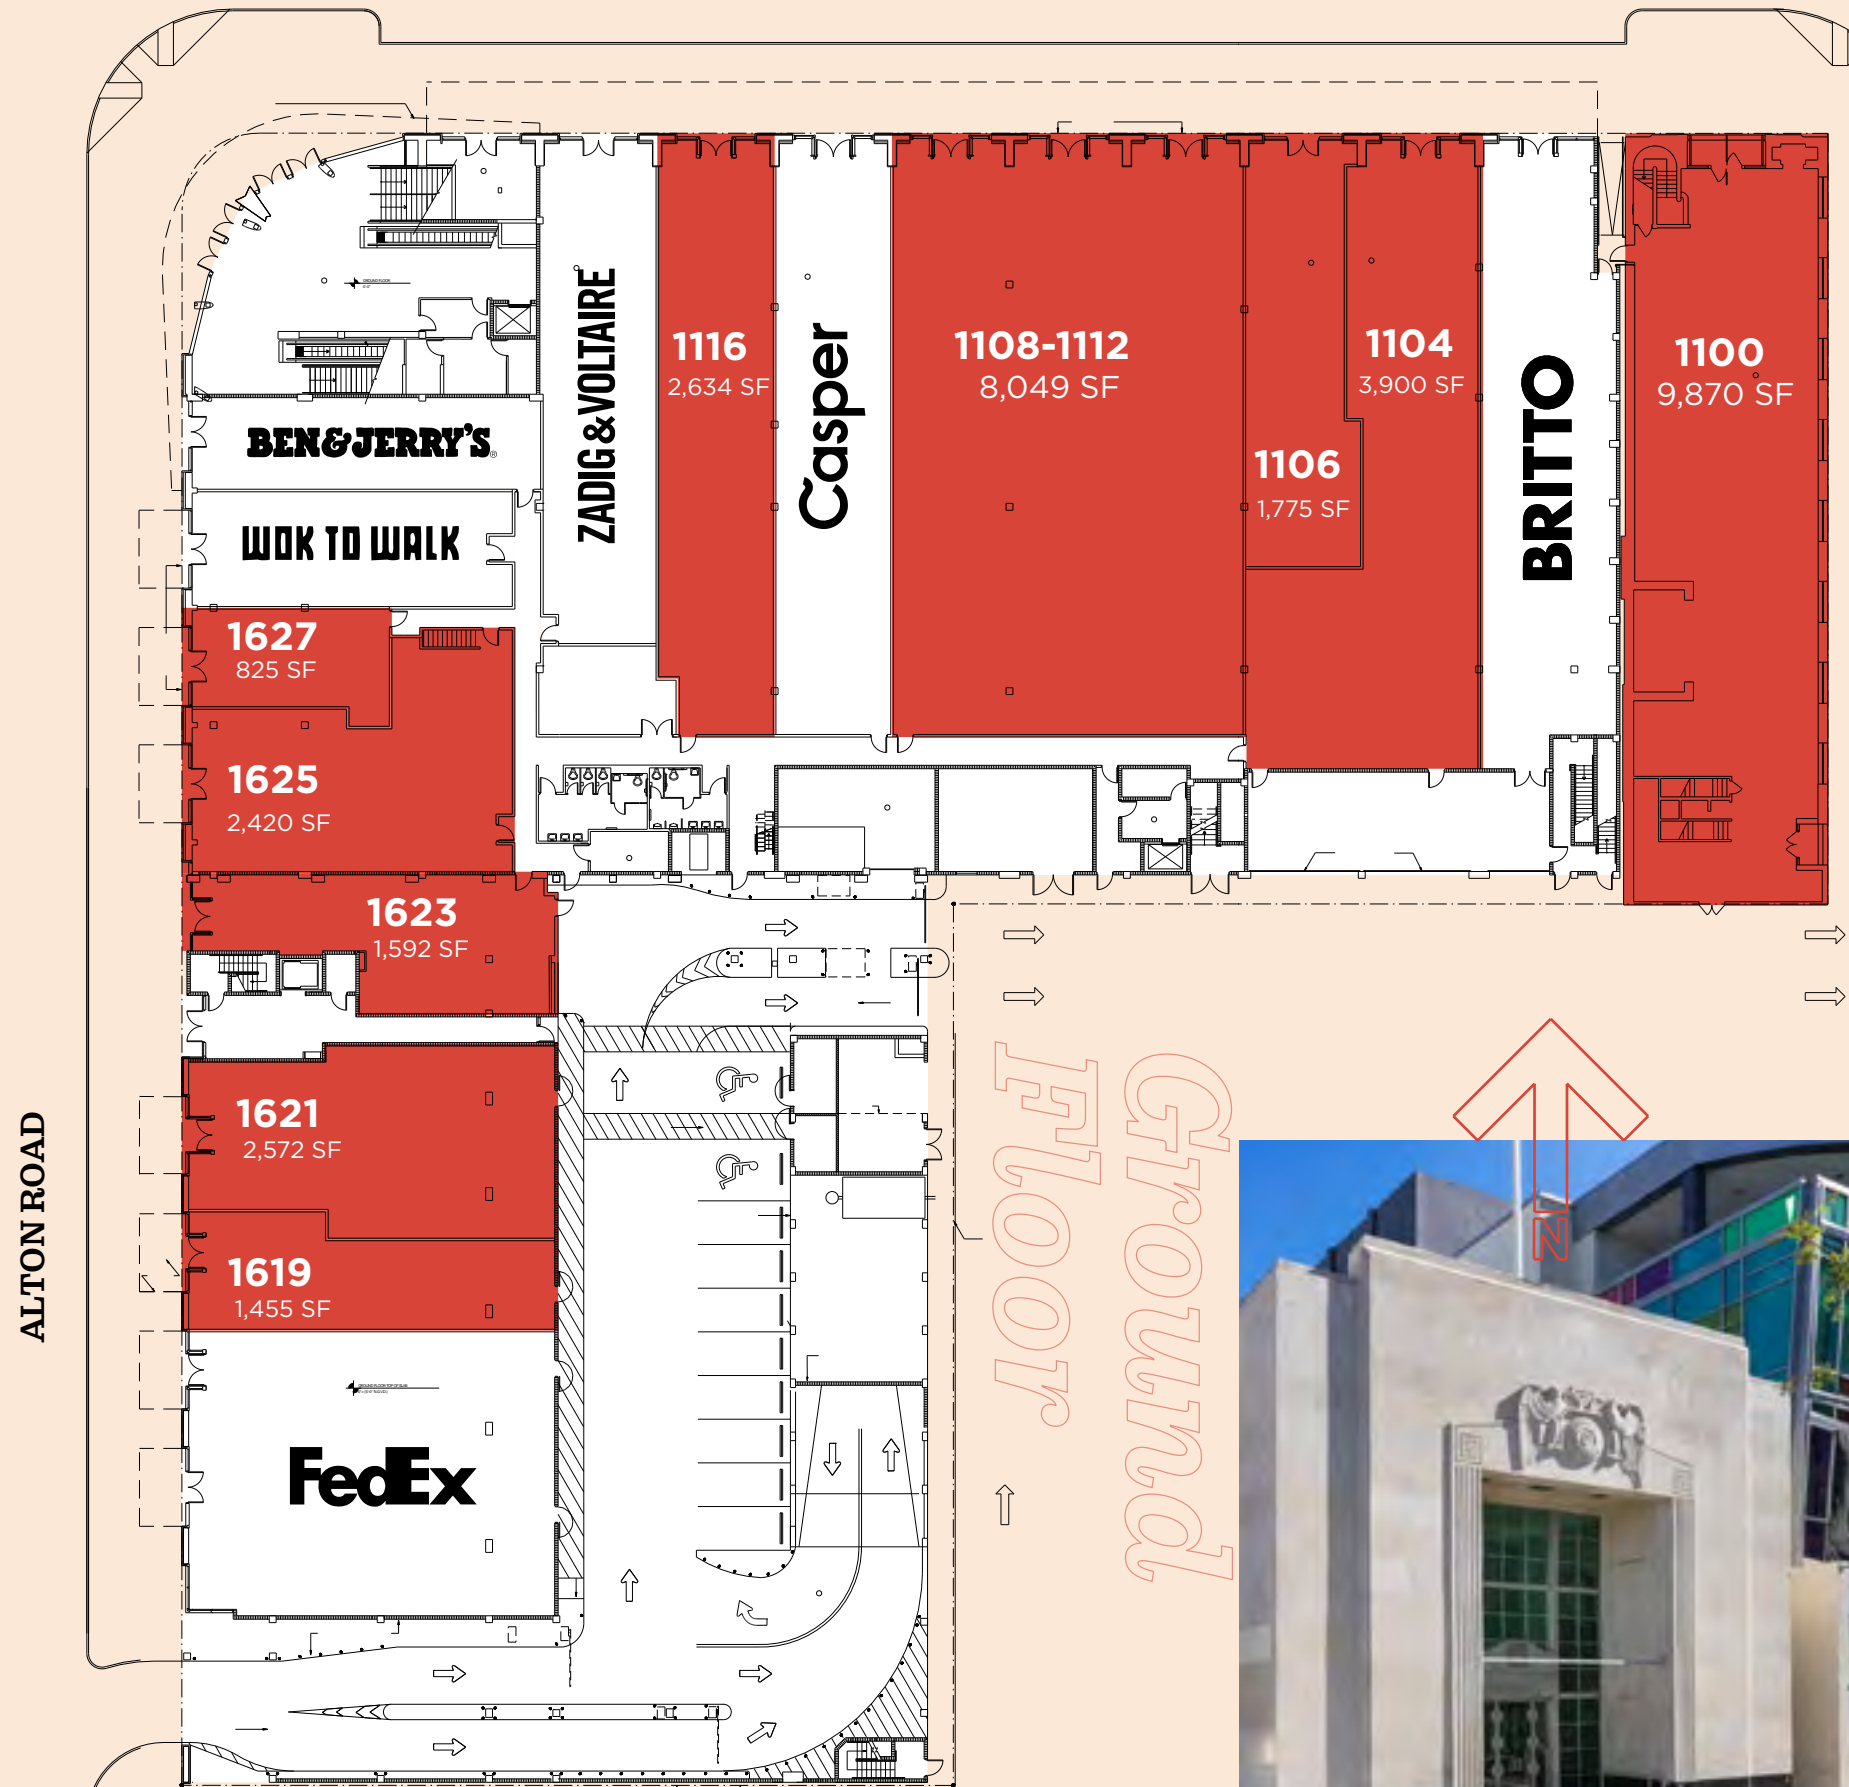 ZADIG&VOLTAIRE
1116
2,634 SF
Casper
1108-1112
8,049 SF
1104
3,900 SF
1106
1,775 SF
BRITTO
1100
9,870 SF
GROUND FLOOR
BEN&JERRY'S®
WOK TO WALK
1627
825 SF
1625
2,420 SF
1623
1,592 SF
1621
2,572 SF
1619
1,455 SF
FedEx
ALTON ROAD
Ground
Floor
N